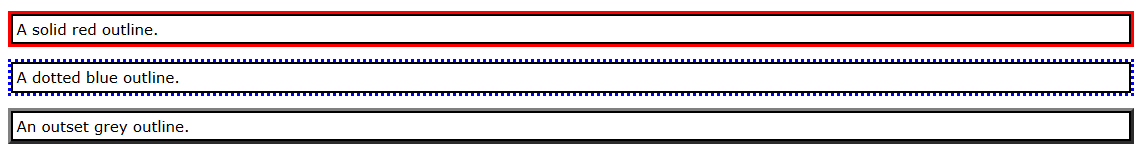 A solid red outline.
A dotted blue outline.
An outset grey outline.